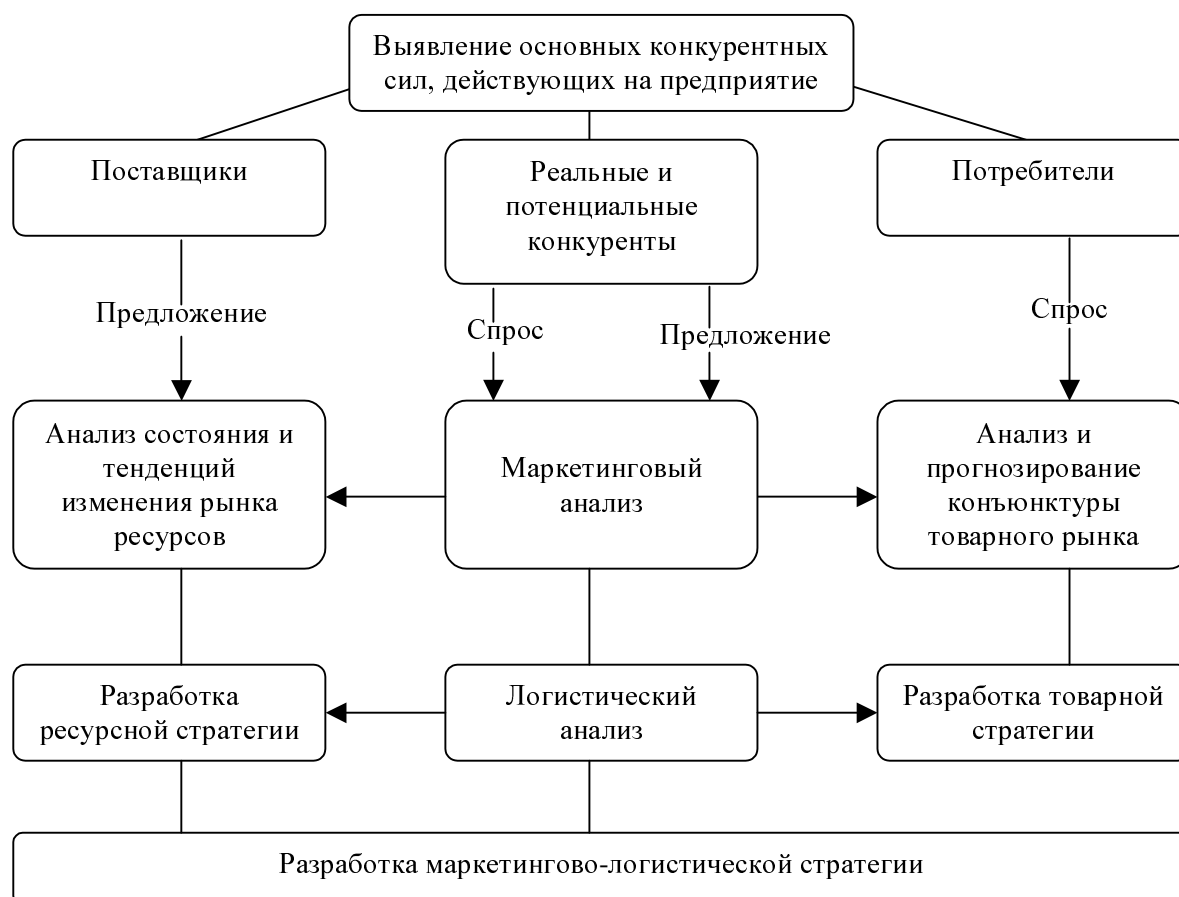 Выявление основных конкурентных
сил, действующих на предприятие
Поставщики
Реальные и
потенциальные
конкуренты
Потребители
Предложение
Спрос
Предложение
Спрос
Анализ состояния и
тенденций
изменения рынка
ресурсов
Маркетинговый
анализ
Анализ и
прогнозирование
конъюнктуры
товарного рынка
Разработка
ресурсной стратегии
Логистический
анализ
Разработка товарной
стратегии
Разработка маркетингово-логистической стратегии